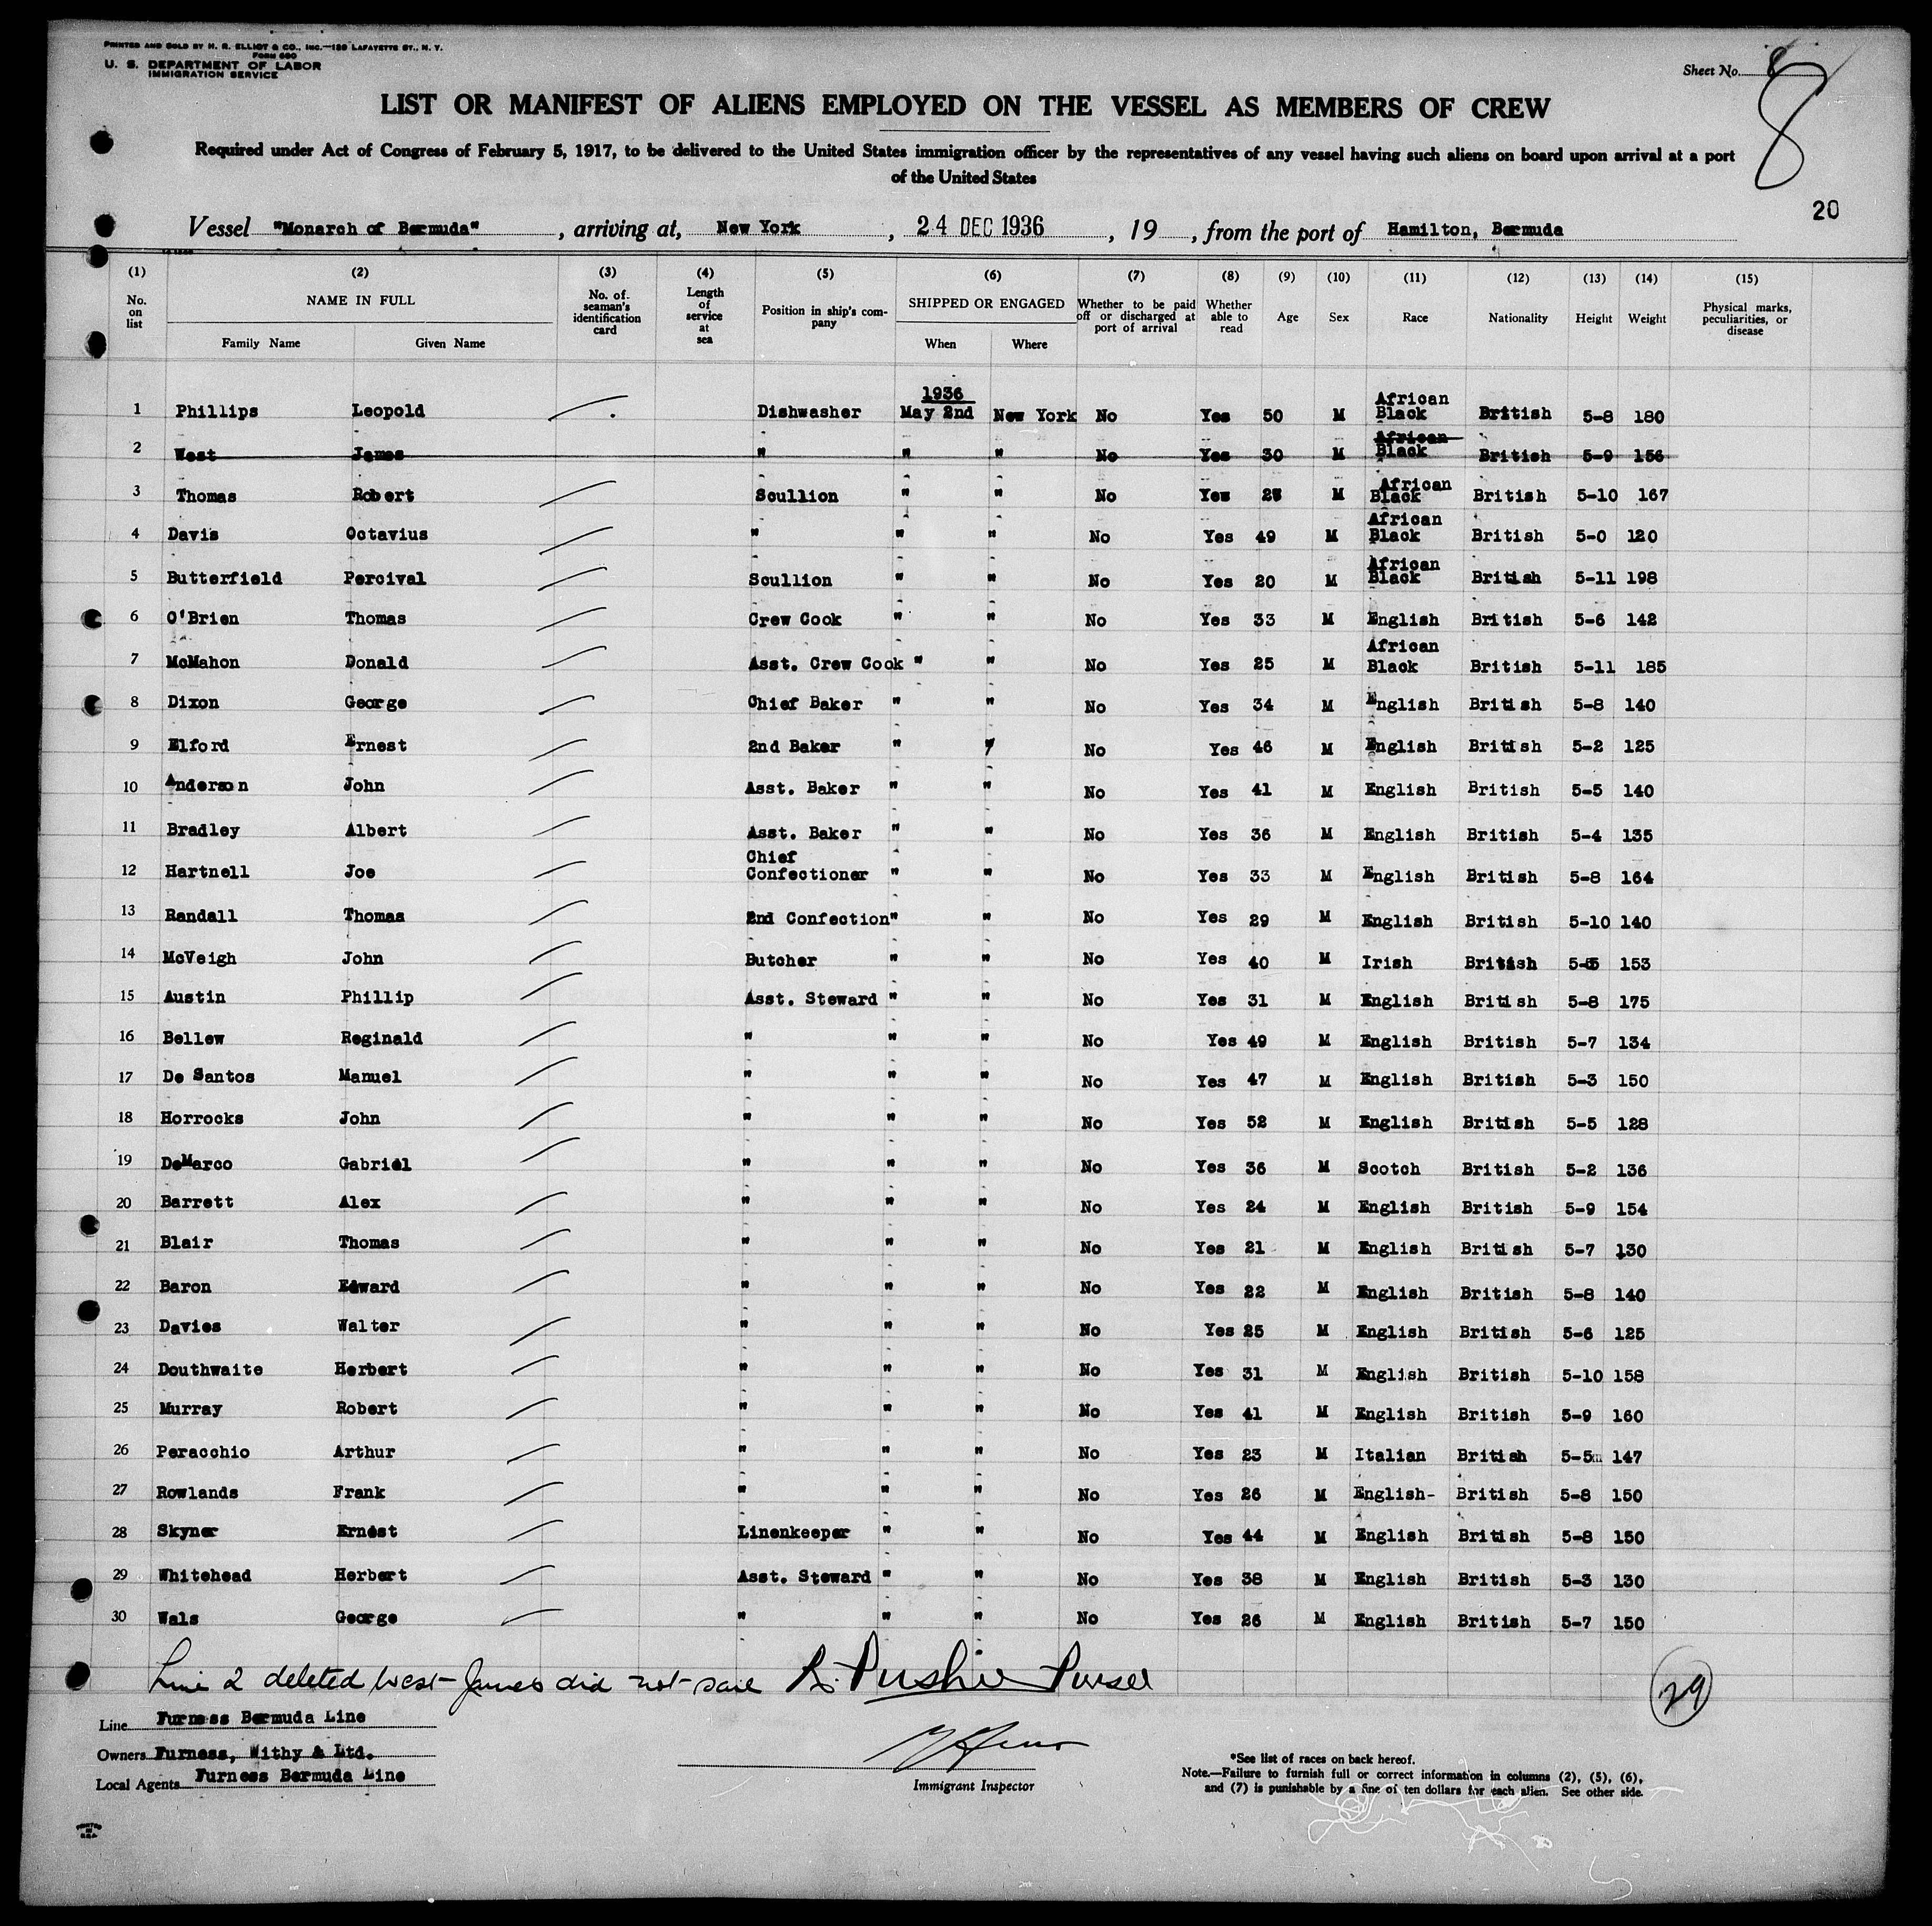 PRINTED AND SOLD BY H. R. ELLIOT & CO., INC.—139 LAFAYETTE ST., N. Y.
FORM 680
U. S. DEPARTMENT OF LABOR
IMMIGRATION SERVICE
Sheet No. 8
8
LIST OR MANIFEST OF ALIENS EMPLOYED ON THE VESSEL AS MEMBERS OF CREW
Required under Act of Congress of February 5, 1917, to be delivered to the United States immigration officer by the representatives of any vessel having such aliens on board upon arrival at a port
of the United States
20
Vessel "Monarch of Bermuda", arriving at, New York, 24 DEC 1936, 19, from the port of Hamilton, Bermuda
(1) (2) (3) (4) (5) (6) (7) (8) (9) (10) (11) (12) (13) (14) (15)
No. on list NAME IN FULL Family Name Given Name No. of seaman's identification card Length of service at sea Position in ship's company SHIPPED OR ENGAGED When Where Whether to be paid off or discharged at port of arrival Whether able to read Age Sex Race Nationality Height Weight Physical marks, peculiarities, or disease
1 Phillips Leopold Dishwasher 1936 May 2nd New York No Yes 50 M African Black British 5-8 180
2 West James " " " No Yes 30 M African Black British 5-9 156
3 Thomas Robert Scullion " " No Yes M African Black British 5-10 167
4 Davis Octavius " " " No Yes 49 M African Black British 5-0 120
5 Butterfield Percival Scullion " " No Yes 20 M African Black British 5-11 198
6 O'Brien Thomas Crew Cook " " No Yes 33 M English British 5-6 142
7 McMahon Donald Asst. Crew Cook " " No Yes 25 M African Black British 5-11 185
8 Dixon George Chief Baker " " No Yes 34 M English British 5-8 140
9 Elford Ernest 2nd Baker " " No Yes 46 M English British 5-2 125
10 Anderson John Asst. Baker " " No Yes 41 M English British 5-5 140
11 Bradley Albert Asst. Baker " " No Yes 36 M English British 5-4 135
12 Hartnell Joe Chief Confectioner " " No Yes 33 M English British 5-8 164
13 Randall Thomas 2nd Confection " " No Yes 29 M English British 5-10 140
14 McVeigh John Butcher " " No Yes 40 M Irish British 5-5 153
15 Austin Phillip Asst. Steward " " No Yes 31 M English British 5-8 175
16 Bellew Reginald " " " No Yes 49 M English British 5-7 134
17 De Santos Manuel " " " No Yes 47 M English British 5-3 150
18 Horrocks John " " " No Yes 52 M English British 5-5 128
19 DeMarco Gabriel " " " No Yes 36 M Scotch British 5-2 136
20 Barrett Alex " " " No Yes 24 M English British 5-9 154
21 Blair Thomas " " " No Yes 21 M English British 5-7 130
22 Baron Edward " " " No Yes 22 M English British 5-8 140
23 Davies Walter " " " No Yes 25 M English British 5-6 125
24 Douthwaite Herbert " " " No Yes 31 M English British 5-10 158
25 Murray Robert " " " No Yes 41 M English British 5-9 160
26 Peracchio Arthur " " " No Yes 23 M Italian British 5-5 147
27 Rowlands Frank " " " No Yes 26 M English- British 5-8 150
28 Skyner Ernest Linenkeeper " " No Yes 44 M English British 5-8 150
29 Whitehead Herbert Asst. Steward " " No Yes 38 M English British 5-3 130
30 Wals George " " " No Yes 26 M English British 5-7 150
Line 2 deleted West-James did not sail Purser
29
Line Furness Bermuda Line
Owners Furness, Withy & Ltd.
Local Agents Furness Bermuda Line
Immigrant Inspector
*See list of races on back hereof.
Note.—Failure to furnish full or correct information in columns (2), (5), (6),
and (7) is punishable by a fine of ten dollars for each alien. See other side.
PRINTED IN U.S.A.